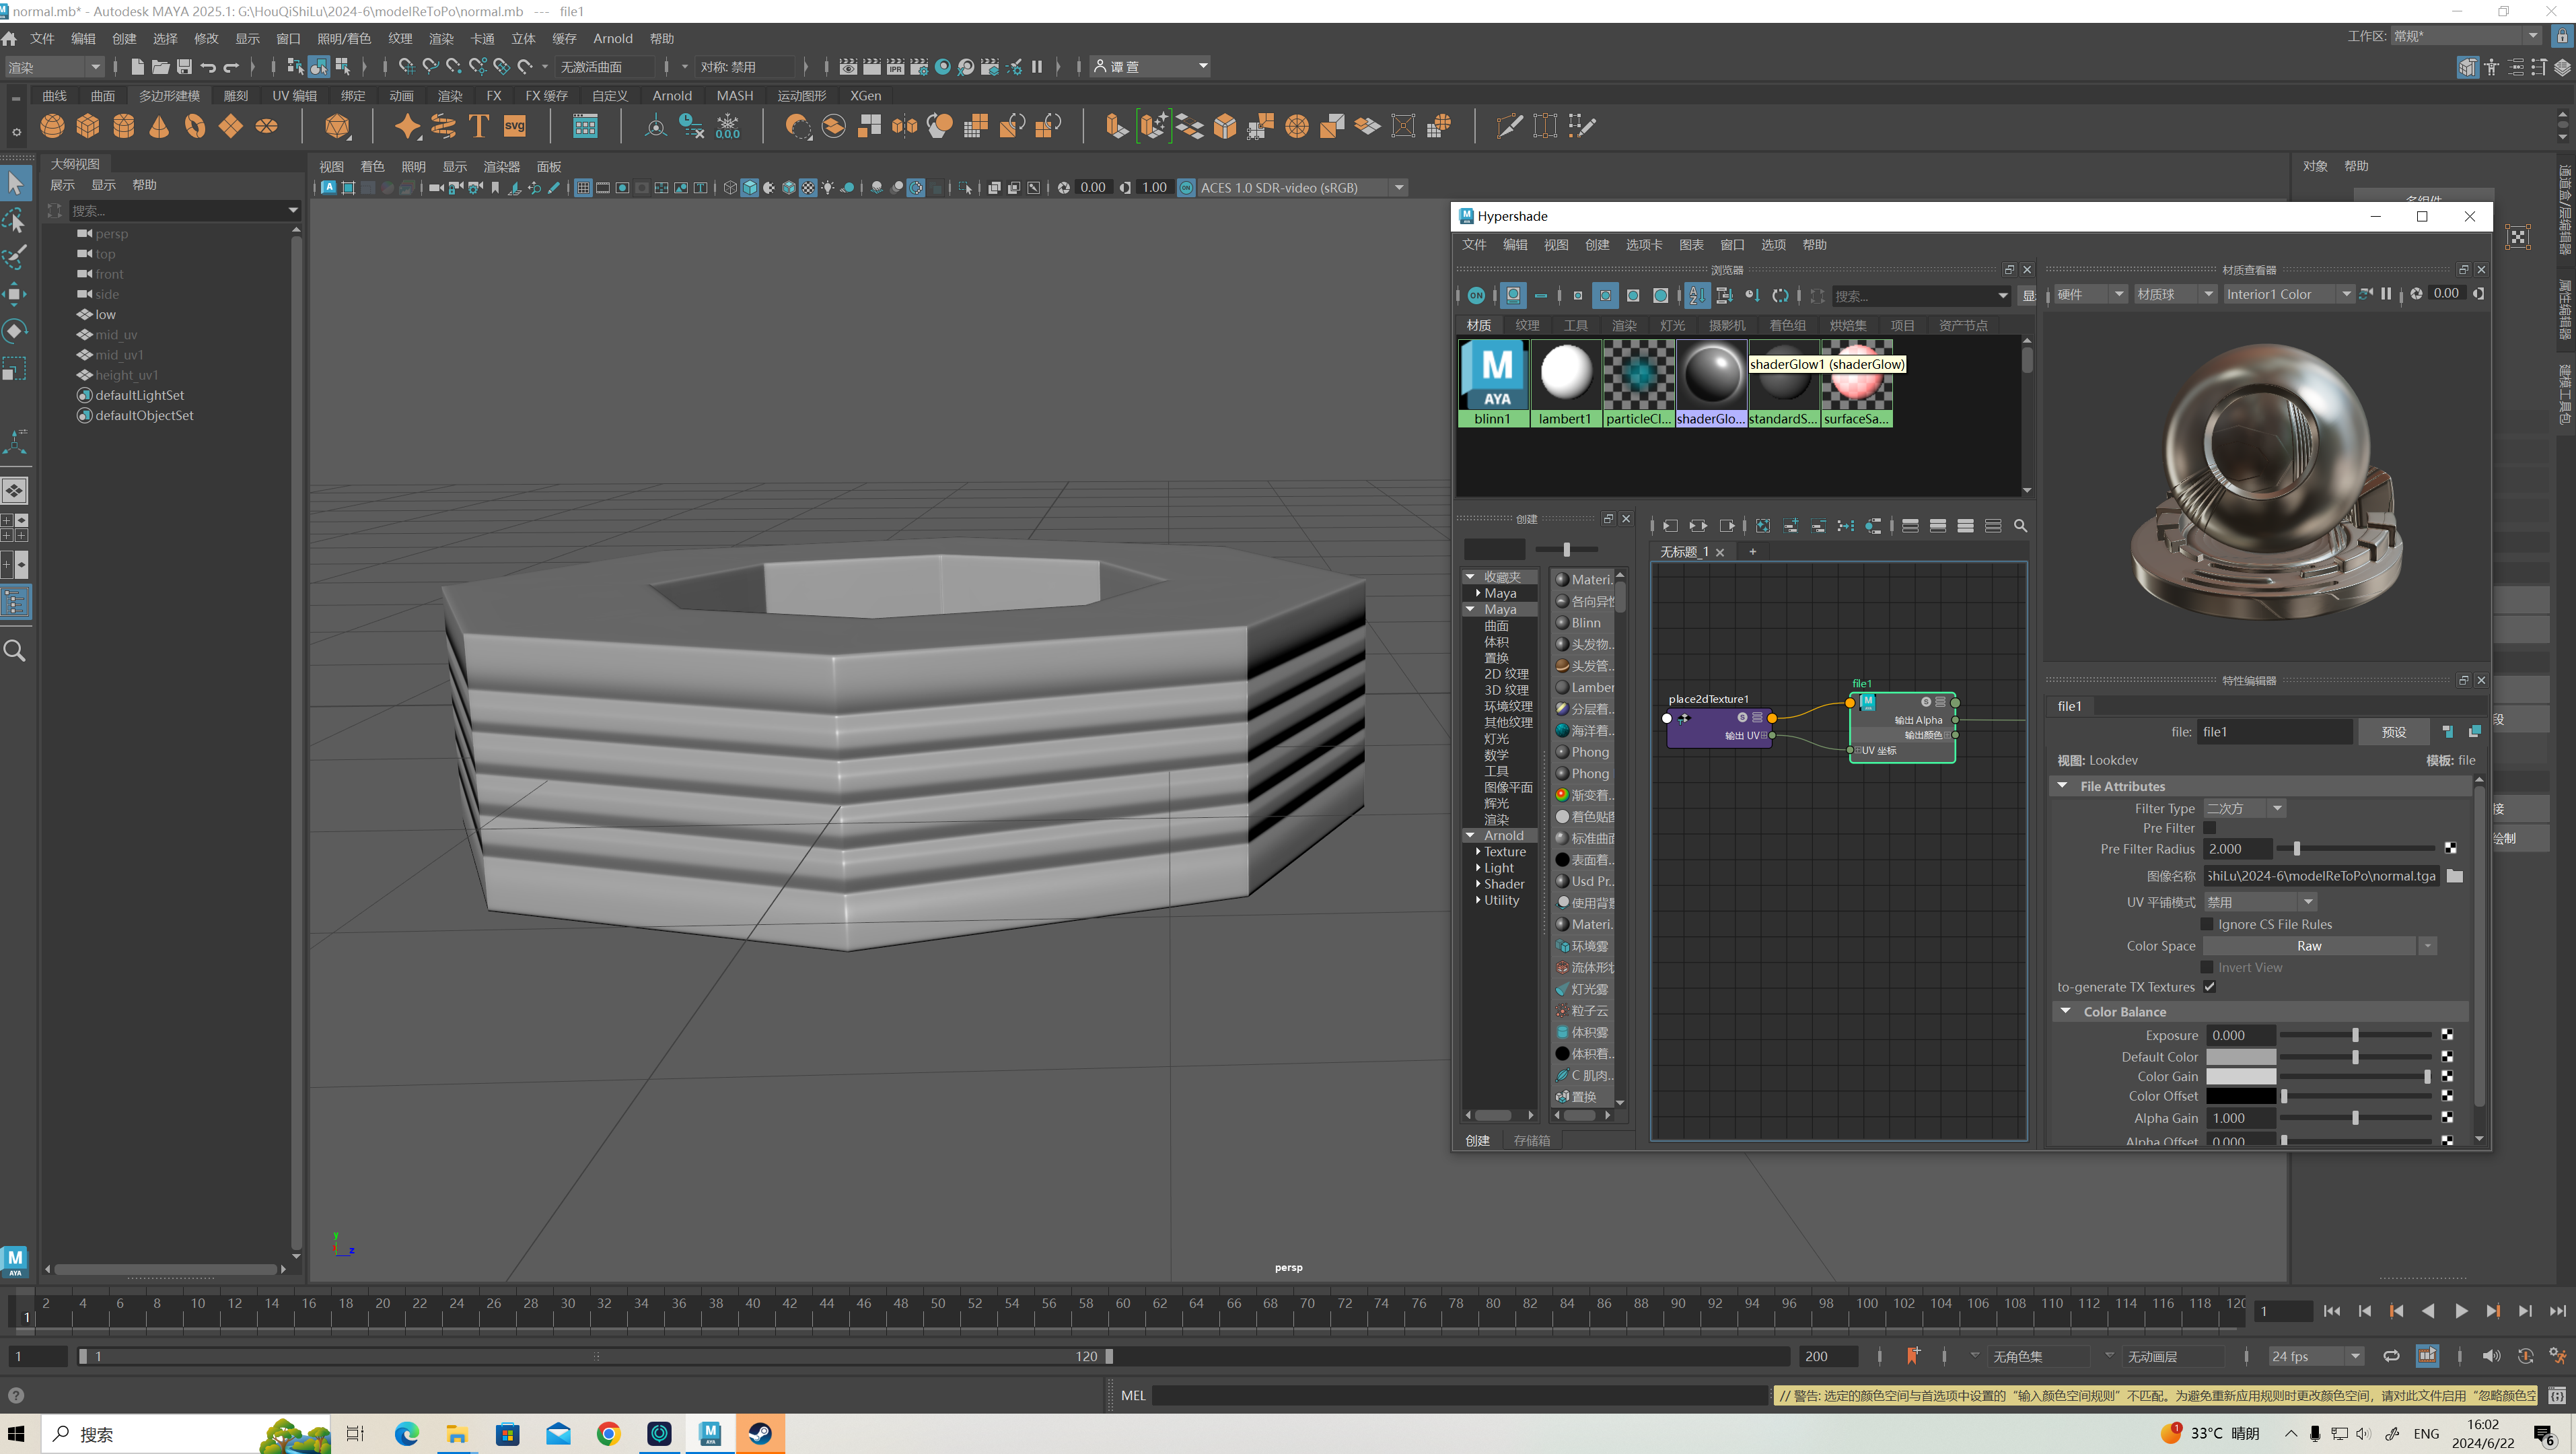 normal.mb* - Autodesk MAYA 2025.1: G:\HouQiShiLu\2024-6\modelReToPo\normal.mb --- file1
文件 编辑 创建 选择 修改 显示 窗口 照明/着色 纹理 渲染 卡通 立体 缓存 Arnold 帮助
工作区: 常规*
渲染 无激活曲面 对称: 禁用 谭 萱
曲线 曲面 多边形建模 雕刻 UV 编辑 绑定 动画 渲染 FX FX 缓存 自定义 Arnold MASH 运动图形 XGen
大纲视图
展示 显示 帮助
搜索...
persp
top
front
side
low
mid_uv
mid_uv1
height_uv1
defaultLightSet
defaultObjectSet
视图 着色 照明 显示 渲染器 面板
0.00 1.00 ACES 1.0 SDR-video (sRGB)
persp
对象 帮助
通道盒/层编辑器
属性编辑器
建模工具包
Hypershade
文件 编辑 视图 创建 选项卡 图表 窗口 选项 帮助
浏览器
ON 搜索...
材质 纹理 工具 渲染 灯光 摄影机 着色组 烘焙集 项目 资产节点
shaderGlow1 (shaderGlow)
blinn1 lambert1 particleCl... shaderGlo... standardS... surfaceSa...
创建
收藏夹
Maya
Maya
曲面
体积
置换
2D 纹理
3D 纹理
环境纹理
其他纹理
灯光
数学
工具
图像平面
辉光
渲染
Arnold
Texture
Light
Shader
Utility
Materi...
各向异性
Blinn
头发物...
头发管...
Lamber
分层着...
海洋着...
Phong
Phong
渐变着...
着色贴图
标准曲面
表面着...
Usd Pr...
使用背景
Materi...
环境雾
流体形状
灯光雾
粒子云
体积雾
体积着...
C 肌肉...
置换
创建 存储箱
无标题_1
place2dTexture1
输出 UV
file1
输出 Alpha
输出颜色
UV 坐标
材质查看器
硬件 材质球 Interior1 Color 0.00
特性编辑器
file1
file: file1 预设
视图: Lookdev 模板: file
File Attributes
Filter Type 二次方
Pre Filter
Pre Filter Radius 2.000
图像名称 ShiLu\2024-6\modelReToPo\normal.tga
UV 平铺模式 禁用
Ignore CS File Rules
Color Space Raw
Invert View
to-generate TX Textures
Color Balance
Exposure 0.000
Default Color
Color Gain
Color Offset
Alpha Gain 1.000
Alpha Offset 0.000
段
接
绘制
1 2 4 6 8 10 12 14 16 18 20 22 24 26 28 30 32 34 36 38 40 42 44 46 48 50 52 54 56 58 60 62 64 66 68 70 72 74 76 78 80 82 84 86 88 90 92 94 96 98 100 102 104 106 108 110 112 114 116 118 120 1
1 1 120 200 无角色集 无动画层 24 fps
MEL // 警告: 选定的颜色空间与首选项中设置的 “输入颜色空间规则” 不匹配。为避免重新应用规则时更改颜色空间，请对此文件启用 “忽略颜色空
搜索
33°C 晴朗 ENG 16:02
2024/6/22
6